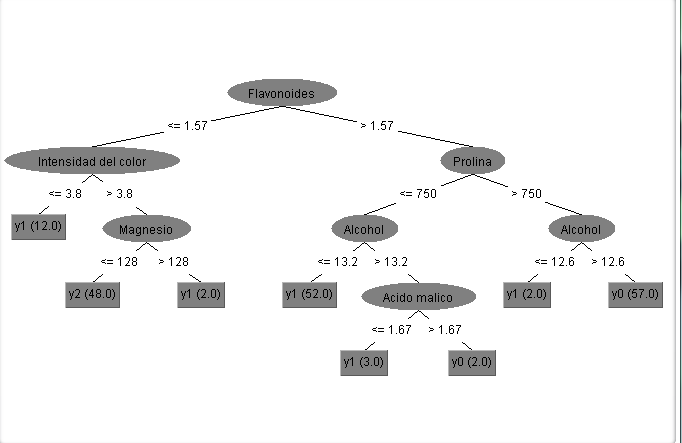 Flavonoides
<= 1.57
> 1.57
Intensidad del color
Prolina
<= 3.8
> 3.8
<= 750
> 750
y1 (12.0)
Magnesio
Alcohol
Alcohol
<= 128
> 128
<= 13.2
> 13.2
<= 12.6
> 12.6
y2 (48.0)
y1 (2.0)
y1 (52.0)
Acido malico
y1 (2.0)
y0 (57.0)
<= 1.67
> 1.67
y1 (3.0)
y0 (2.0)